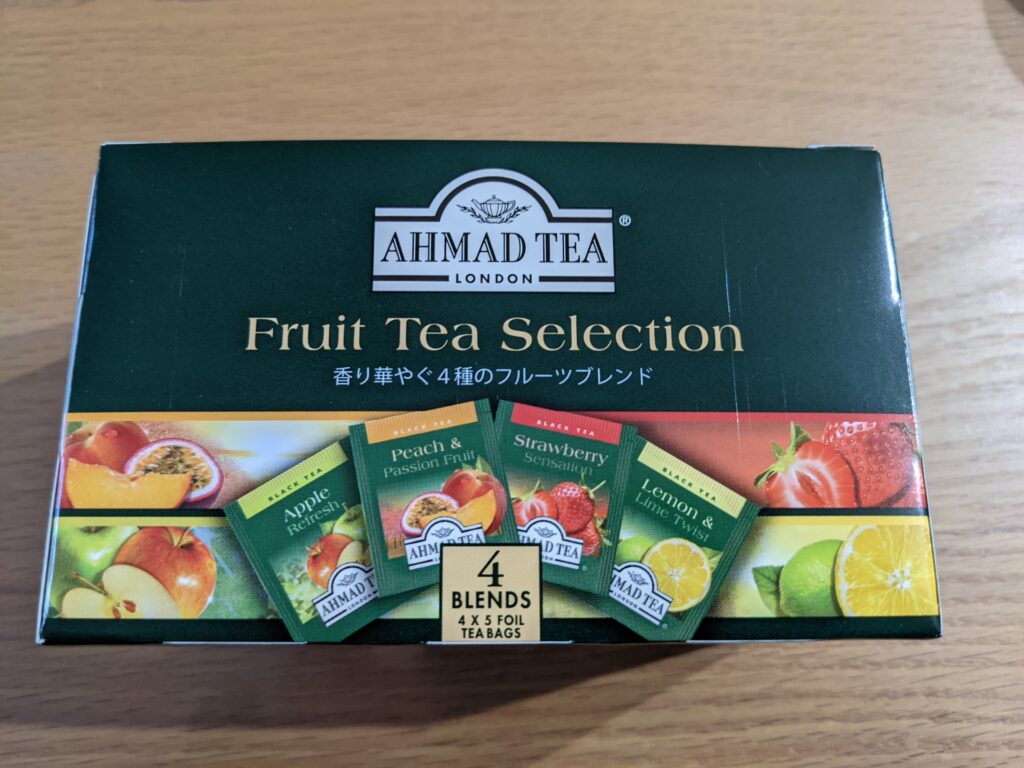 AHMAD TEA®
LONDON
Fruit Tea Selection
香り華やぐ4種のフルーツブレンド
BLACK TEA
Apple
Refresh
AHMAD TEA
LONDON
BLACK TEA
Peach &
Passion Fruit
AHMAD TEA
BLACK TEA
Strawberry
Sensation
AHMAD TEA
BLACK TEA
Lemon &
Lime Twist
AHMAD TEA
LONDON
4
BLENDS
4 X 5 FOIL
TEA BAGS